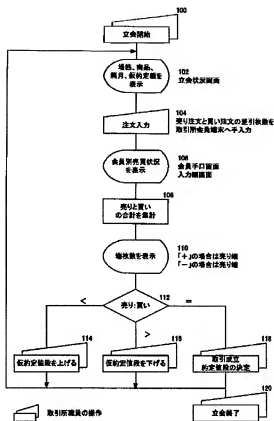 100
立会開始
場節、商品、
限月、仮約定値を
表示
102
立会状況画面
注文入力
104
売り注文と買い注文の差引枚数を
取引所会員端末へ手入力
会員別売買状況
を表示
106
会員手口画面
入力順画面
108
売りと買い
の合計を集計
場枚数を表示
110
「+」の場合は売り端
「−」の場合は買い端
112
売り:買い
<
=
>
114
仮約定値段を上げる
116
仮約定値段を下げる
118
取引成立
約定値段の決定
120
立会終了
取引所職員の操作